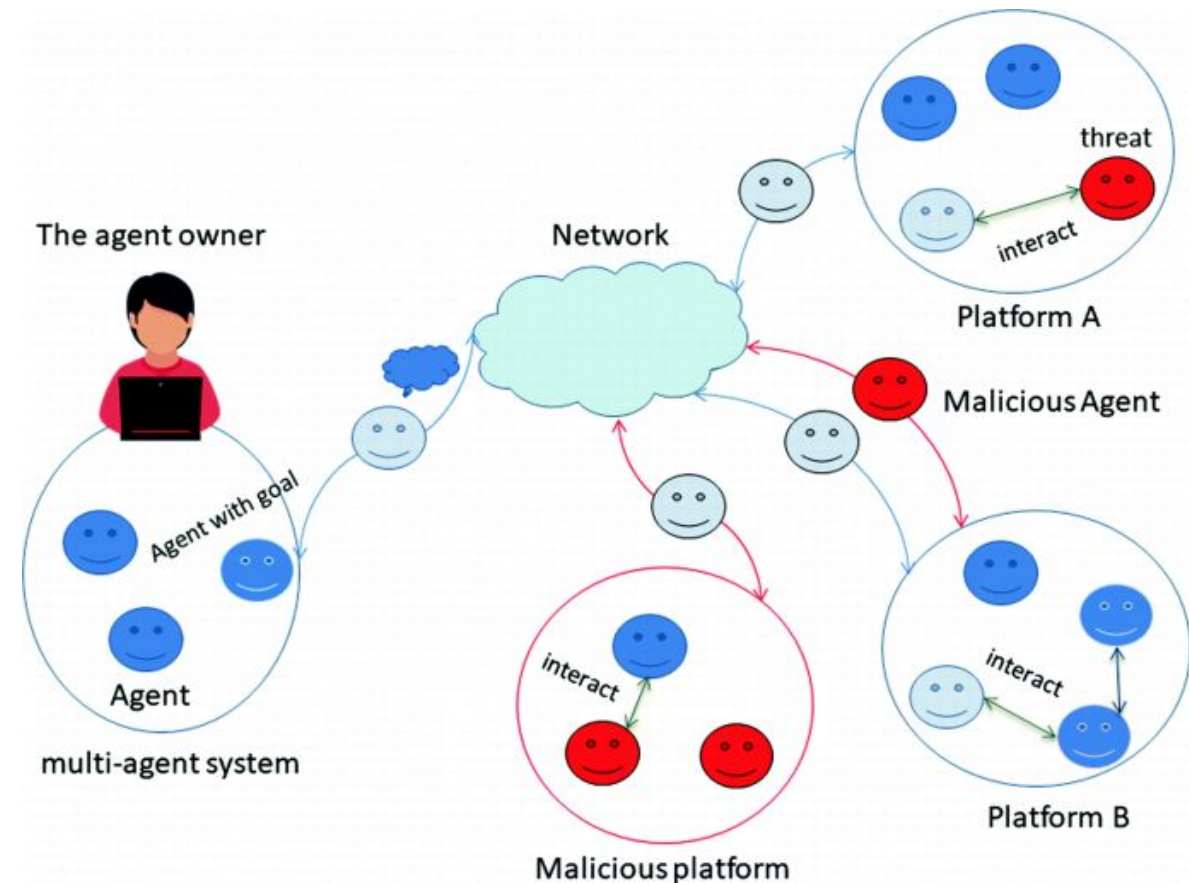 threat
interact
Platform A
The agent owner
Network
Malicious Agent
Agent with goal
Agent
multi-agent system
interact
Malicious platform
interact
Platform B